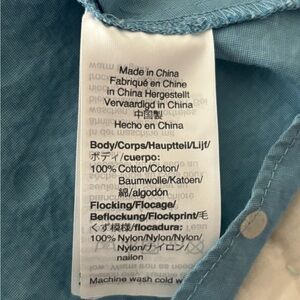 Made in China
Fabriqué en Chine
in China Hergestellt
Vervaardigd in China
中国製
Hecho en China
Body/Corps/Hauptteil/Lijf/
ボディ/cuerpo:
100% Cotton/Coton/
Baumwolle/Katoen/
綿/algodón
Flocking/Flocage/
Beflockung/Flockprint/毛
くず模様/flocadura:
100% Nylon/Nylon/Nylon/
Nylon/ナイロン/
nailon
Machine wash cold w